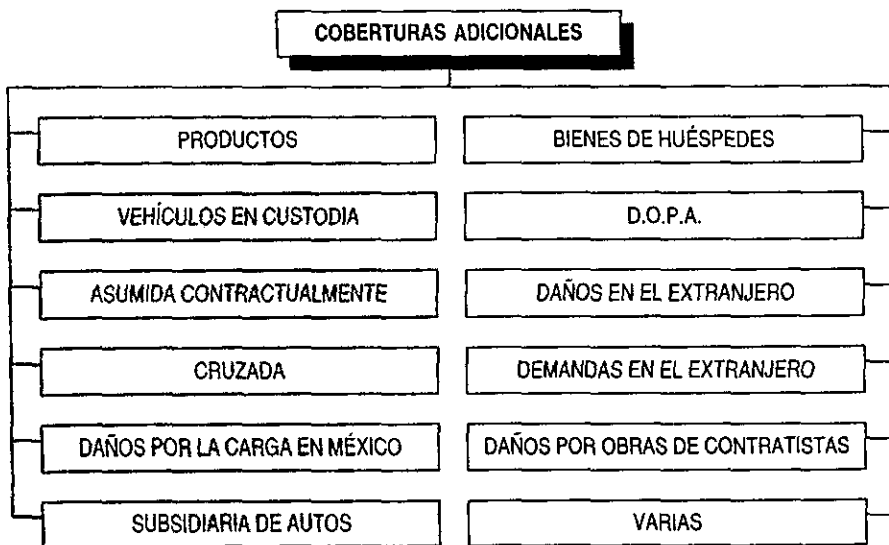 COBERTURAS ADICIONALES
PRODUCTOS
BIENES DE HUÉSPEDES
VEHÍCULOS EN CUSTODIA
D.O.P.A.
ASUMIDA CONTRACTUALMENTE
DAÑOS EN EL EXTRANJERO
CRUZADA
DEMANDAS EN EL EXTRANJERO
DAÑOS POR LA CARGA EN MÉXICO
DAÑOS POR OBRAS DE CONTRATISTAS
SUBSIDIARIA DE AUTOS
VARIAS